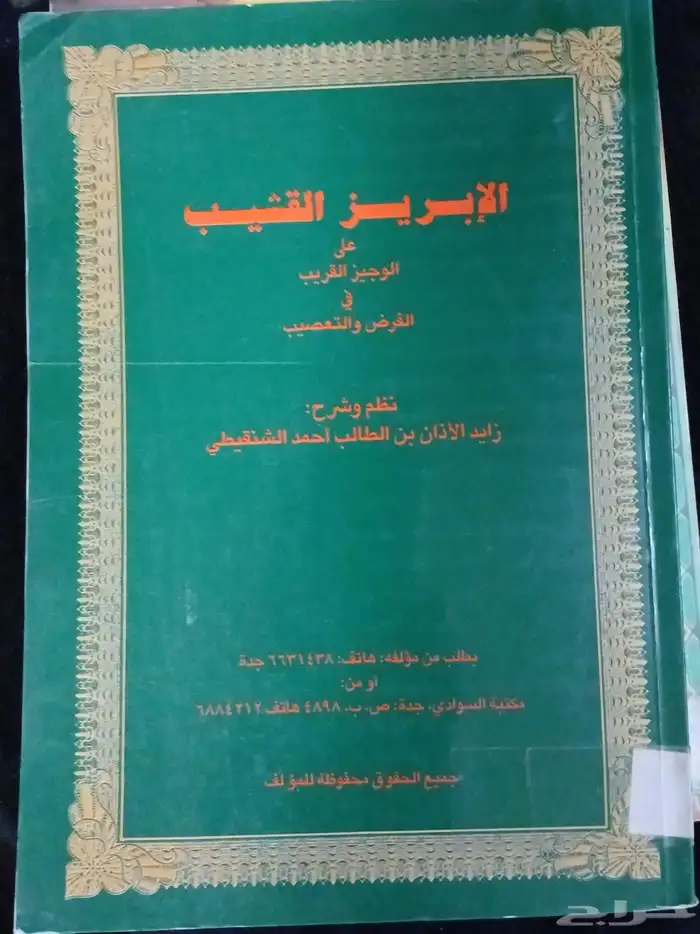 الإبريز القشيب
على
الوجيز القريب
في
الفرض والتعصيب
نظم وشرح:
زايد الأذان بن الطالب أحمد الشنقيطي
يطلب من مؤلفه: هاتف: ٦٦٣١٤٣٨ جدة
أو من:
مكتبة السوادي، جدة: ص. ب. ٤٨٩٨ هاتف ٦٨٨٤٢١٢
جميع الحقوق محفوظة للمؤلف
حراج